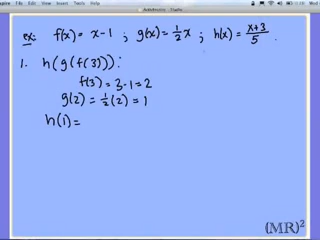 ex: f(x) = x - 1 ; g(x) = 1/2 x ; h(x) = x+3/5
1. h(g(f(3))):
f(3) = 3-1 = 2
g(2) = 1/2(2) = 1
h(1) =
(MR)²